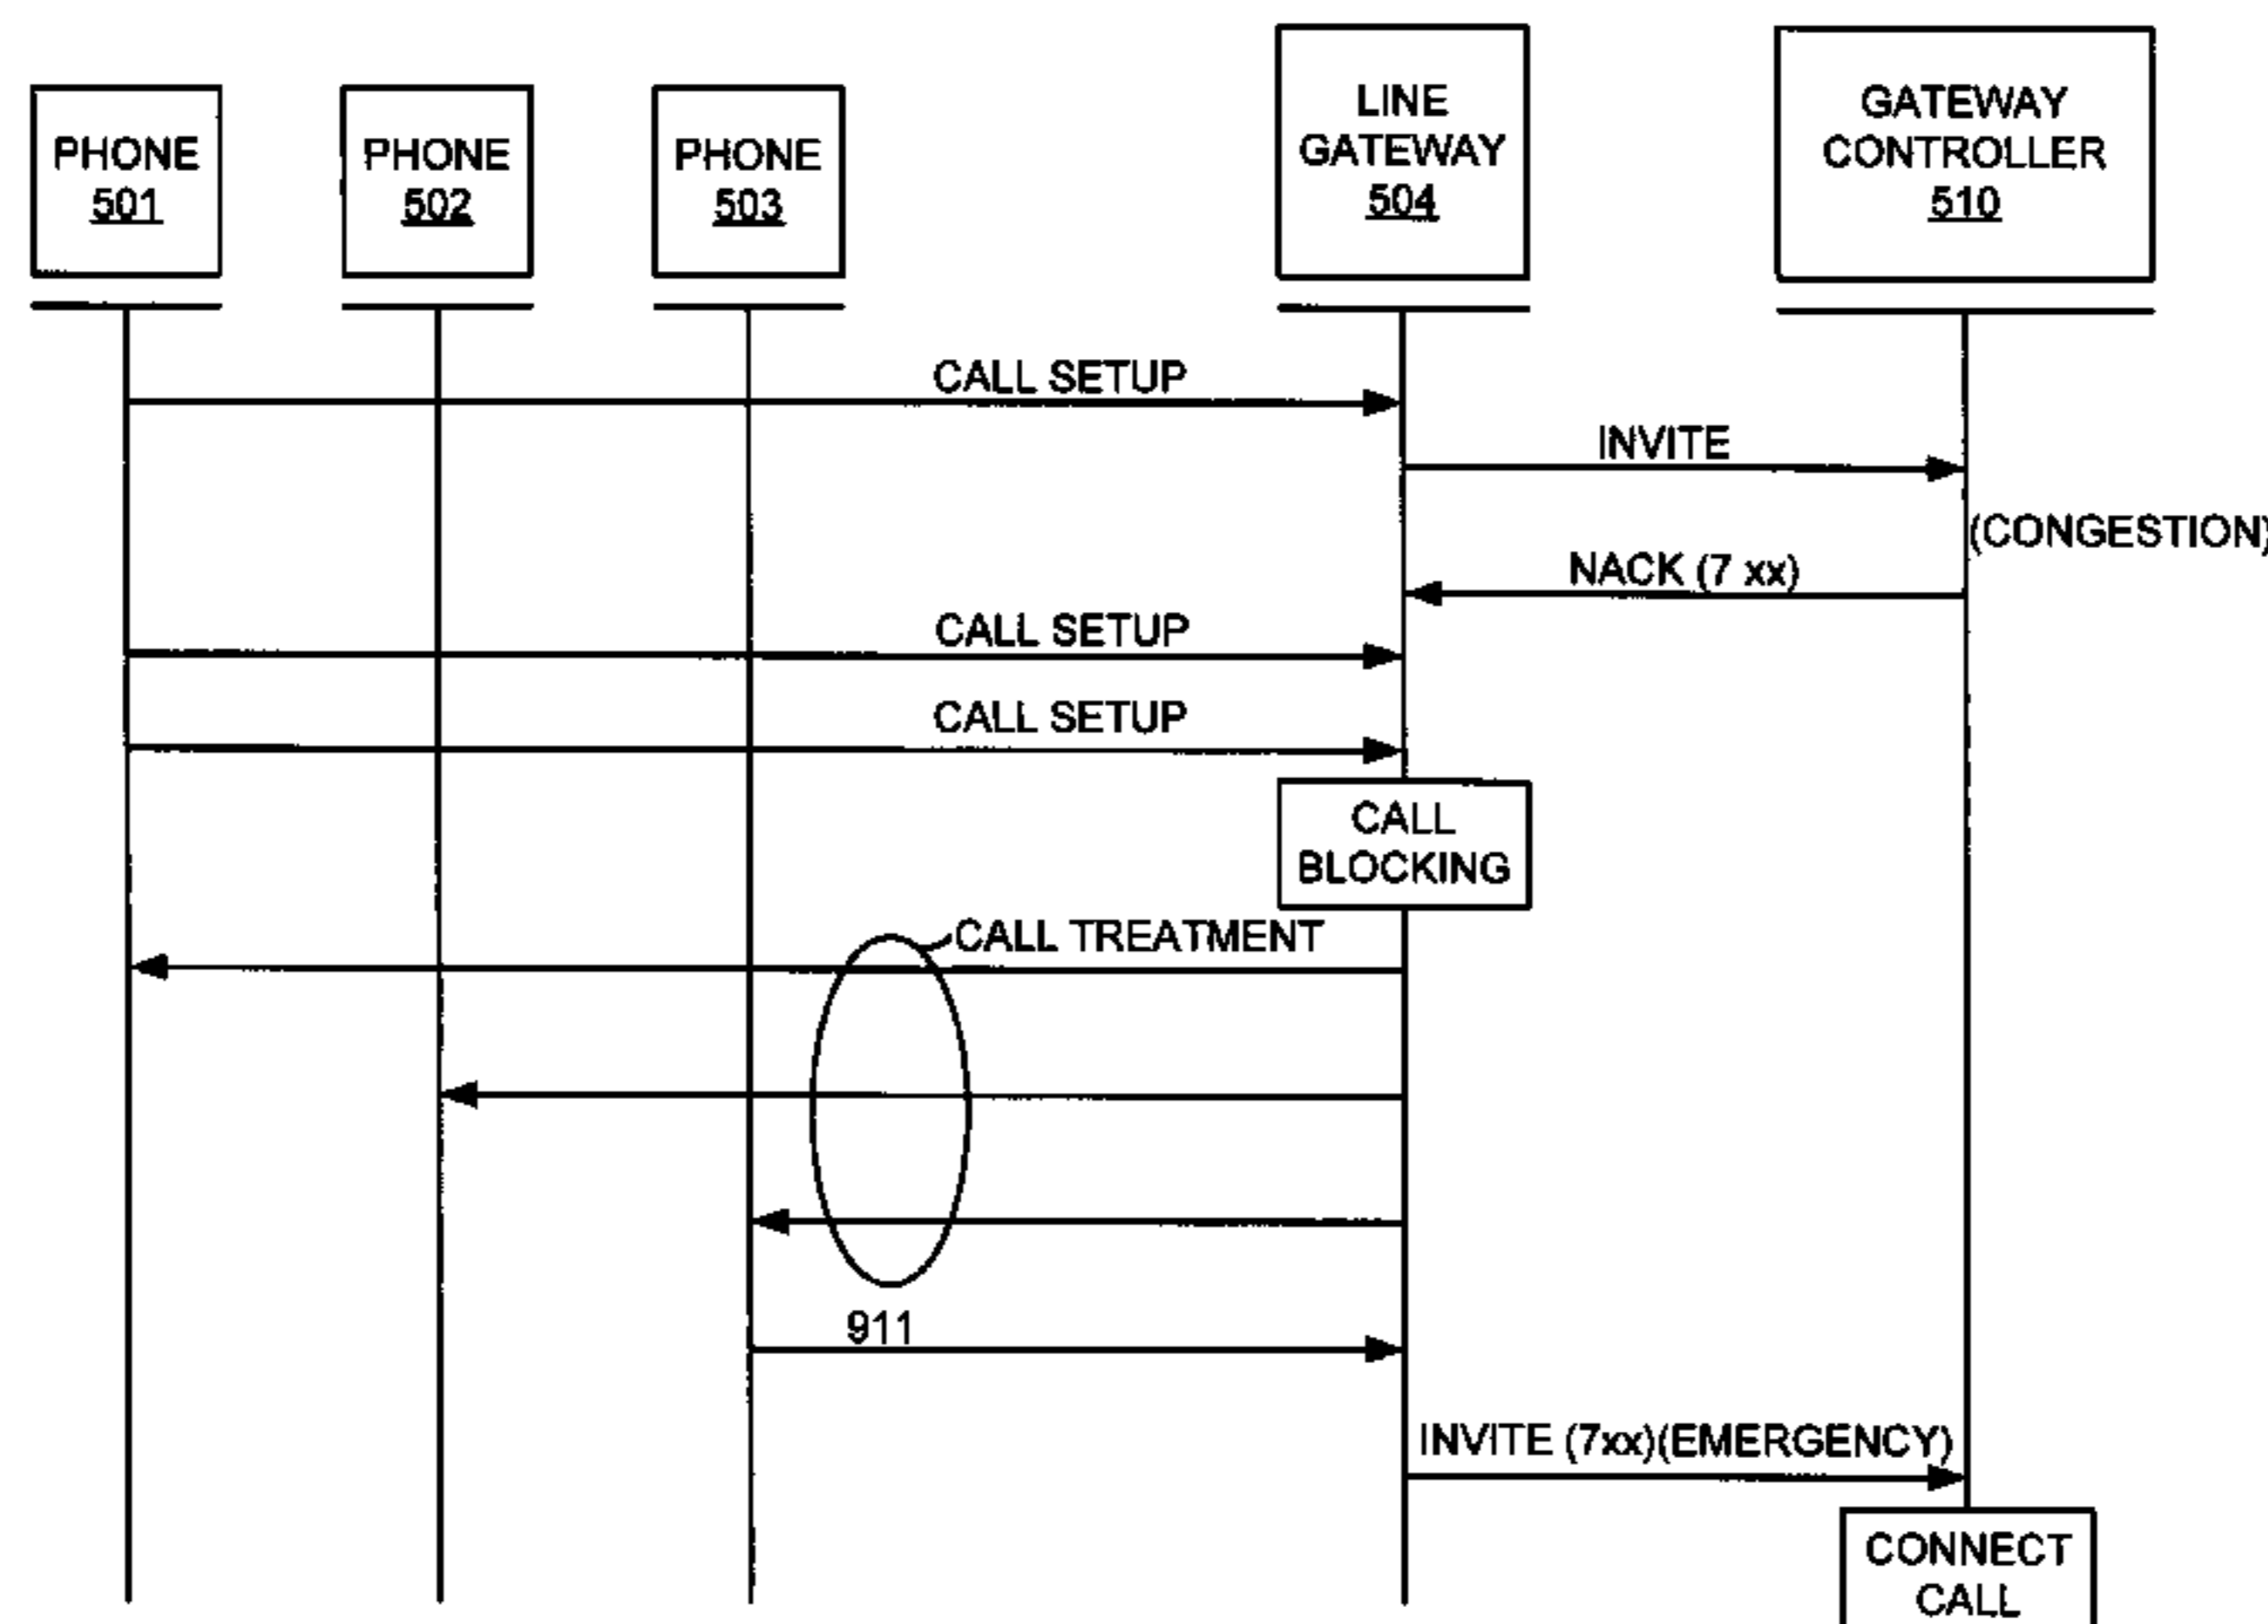 PHONE
501
PHONE
502
PHONE
503
LINE
GATEWAY
504
GATEWAY
CONTROLLER
510
CALL SETUP
INVITE
(CONGESTION)
NACK (7 xx)
CALL SETUP
CALL SETUP
CALL
BLOCKING
CALL TREATMENT
911
INVITE (7xx)(EMERGENCY)
CONNECT
CALL